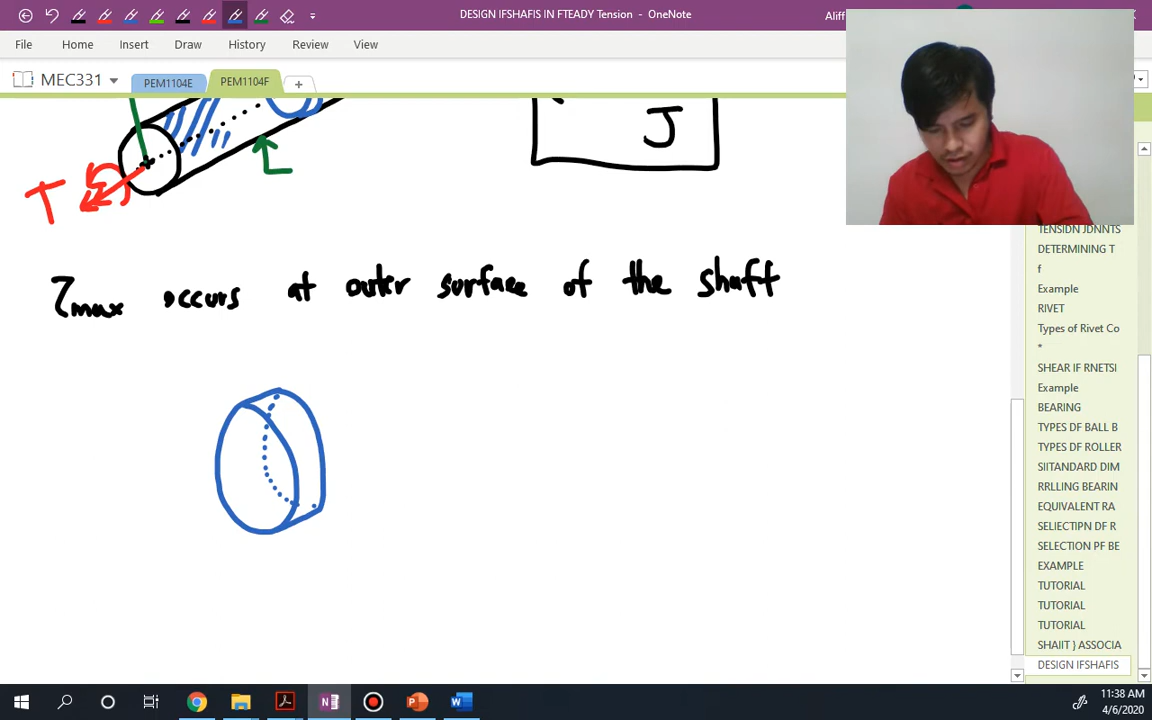 DESIGN IFSHAFIS IN FTEADY Tension - OneNote
Aliff
File Home Insert Draw History Review View
MEC331
PEM1104E
PEM1104F
J
T
L
τmax occurs at outer surface of the shaft
TENSIDN JDNNTS
DETERMINING T
f
Example
RIVET
Types of Rivet Co
*
SHEAR IF RNETSI
Example
BEARING
TYPES DF BALL B
TYPES DF ROLLER
SIITANDARD DIM
RRLLING BEARIN
EQUIVALENT RA
SELIECTIPN DF R
SELECTION PF BE
EXAMPLE
TUTORIAL
TUTORIAL
TUTORIAL
SHAIIT } ASSOCIA
DESIGN IFSHAFIS
11:38 AM
4/6/2020